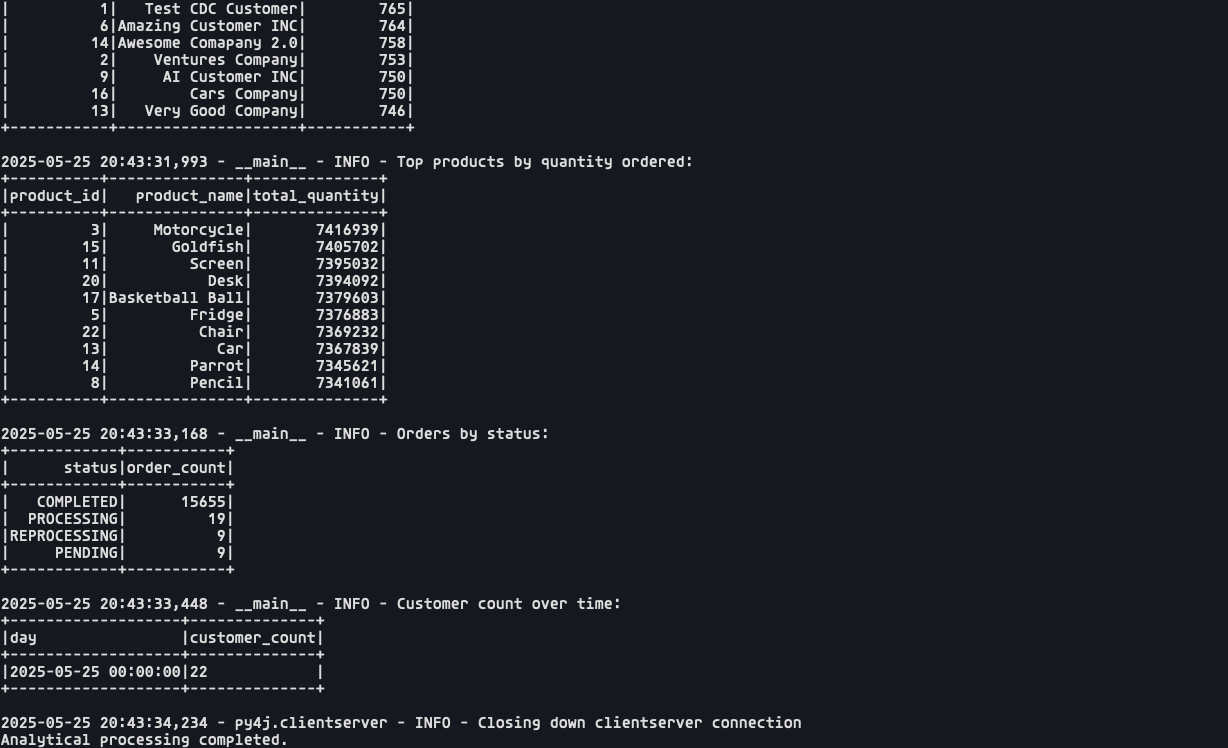 |          1|   Test CDC Customer|        765|
|          6|Amazing Customer INC|        764|
|         14|Awesome Comapany 2.0|        758|
|          2|    Ventures Company|        753|
|          9|     AI Customer INC|        750|
|         16|        Cars Company|        750|
|         13|   Very Good Company|        746|
+-----------+--------------------+-----------+
2025-05-25 20:43:31,993 - __main__ - INFO - Top products by quantity ordered:
+----------+---------------+--------------+
|product_id|   product_name|total_quantity|
+----------+---------------+--------------+
|         3|     Motorcycle|       7416939|
|        15|       Goldfish|       7405702|
|        11|         Screen|       7395032|
|        20|           Desk|       7394092|
|        17|Basketball Ball|       7379603|
|         5|         Fridge|       7376883|
|        22|          Chair|       7369232|
|        13|            Car|       7367839|
|        14|         Parrot|       7345621|
|         8|         Pencil|       7341061|
+----------+---------------+--------------+
2025-05-25 20:43:33,168 - __main__ - INFO - Orders by status:
+------------+-----------+
|      status|order_count|
+------------+-----------+
|   COMPLETED|      15655|
|  PROCESSING|         19|
|REPROCESSING|          9|
|     PENDING|          9|
+------------+-----------+
2025-05-25 20:43:33,448 - __main__ - INFO - Customer count over time:
+-------------------+--------------+
|day                |customer_count|
+-------------------+--------------+
|2025-05-25 00:00:00|22            |
+-------------------+--------------+
2025-05-25 20:43:34,234 - py4j.clientserver - INFO - Closing down clientserver connection
Analytical processing completed.